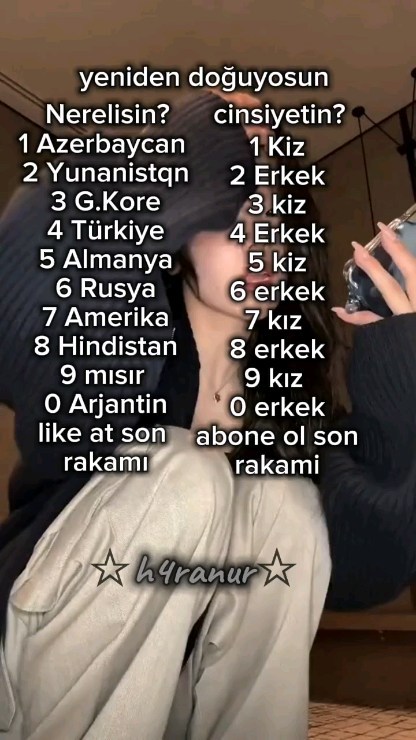 yeniden doğuyosun
Nerelisin?
1 Azerbaycan
2 Yunanistqn
3 G.Kore
4 Türkiye
5 Almanya
6 Rusya
7 Amerika
8 Hindistan
9 mısır
0 Arjantin
like at son
rakamı
cinsiyetin?
1 Kiz
2 Erkek
3 kiz
4 Erkek
5 kiz
6 erkek
7 kız
8 erkek
9 kız
0 erkek
abone ol son
rakami
☆ h4ranur☆